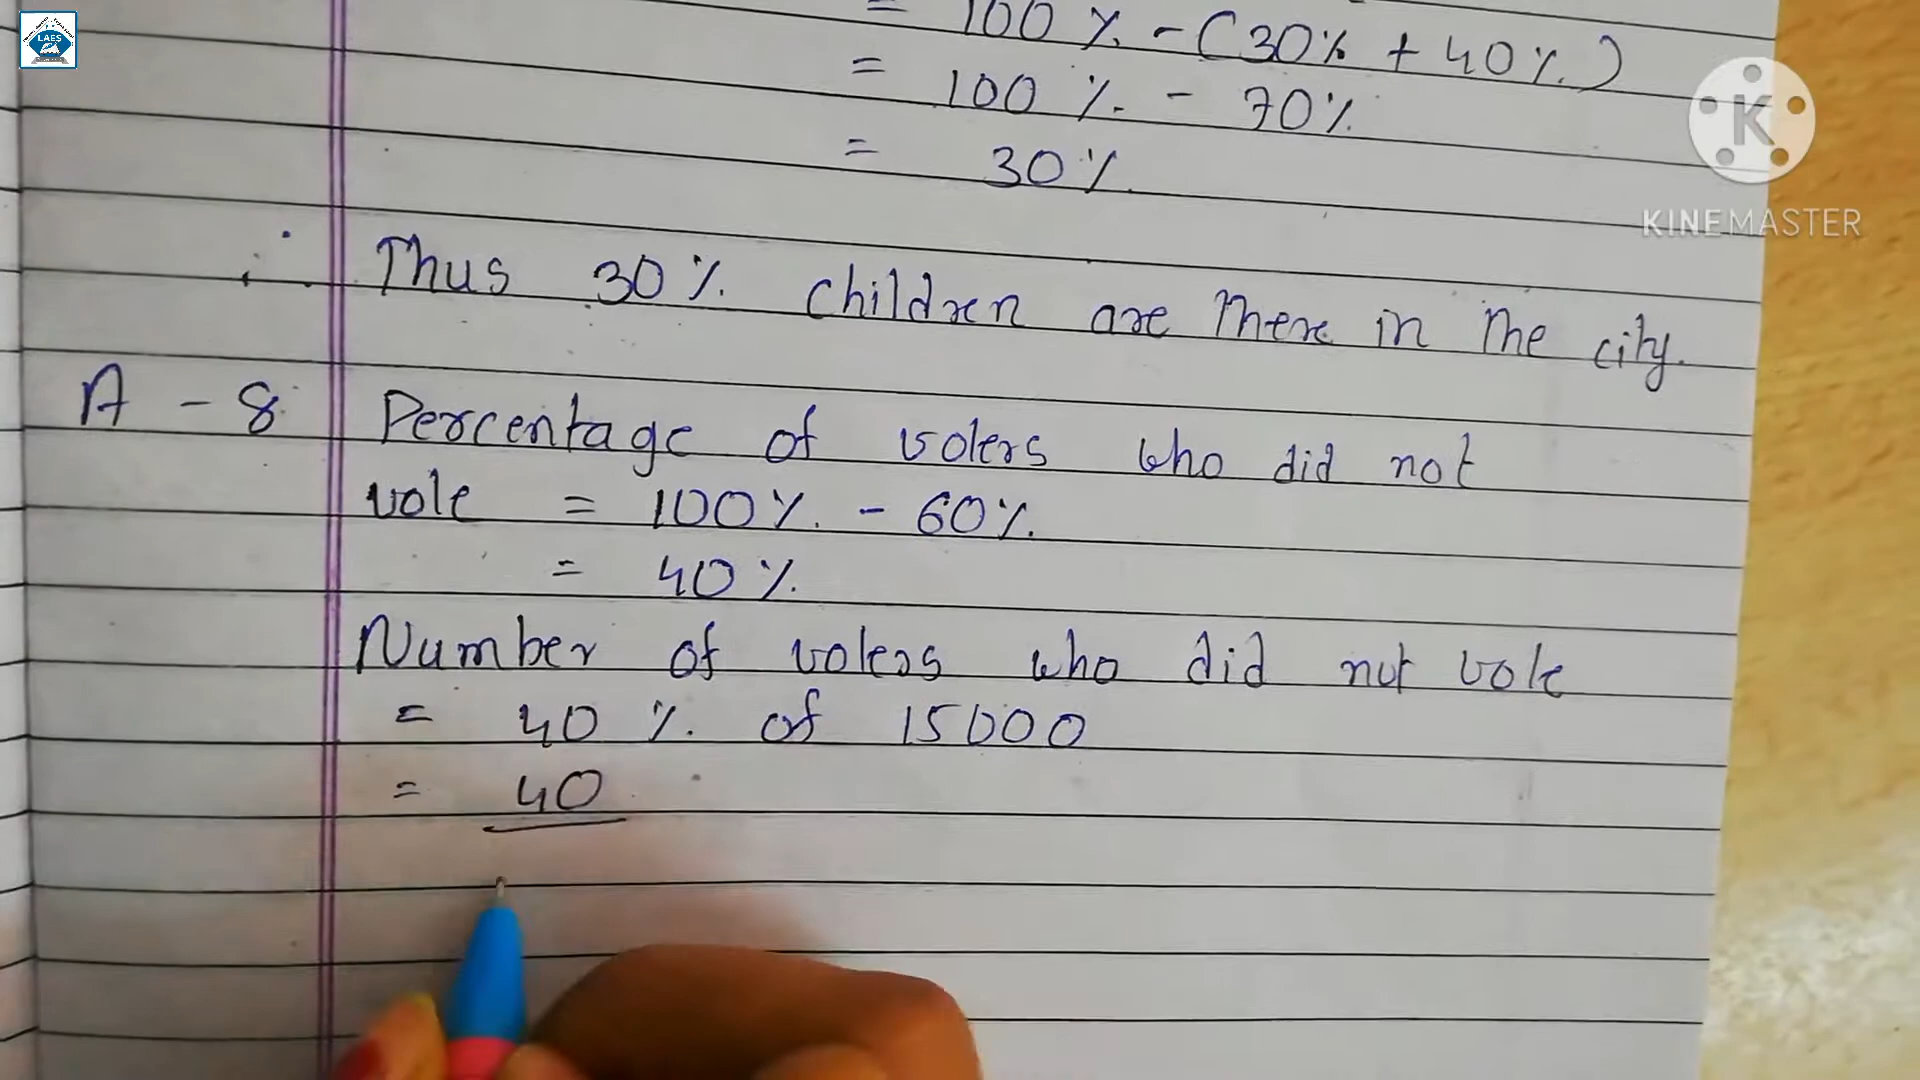 LAES
= 100 % - (30% + 40%)
= 100 % - 70%
= 30%
K
KINEMASTER
∴ Thus 30% children are there in the city.
A - 8 Percentage of voters who did not
vote = 100% - 60%
= 40%
Number of voters who did not vote
= 40 % of 15000
= 40